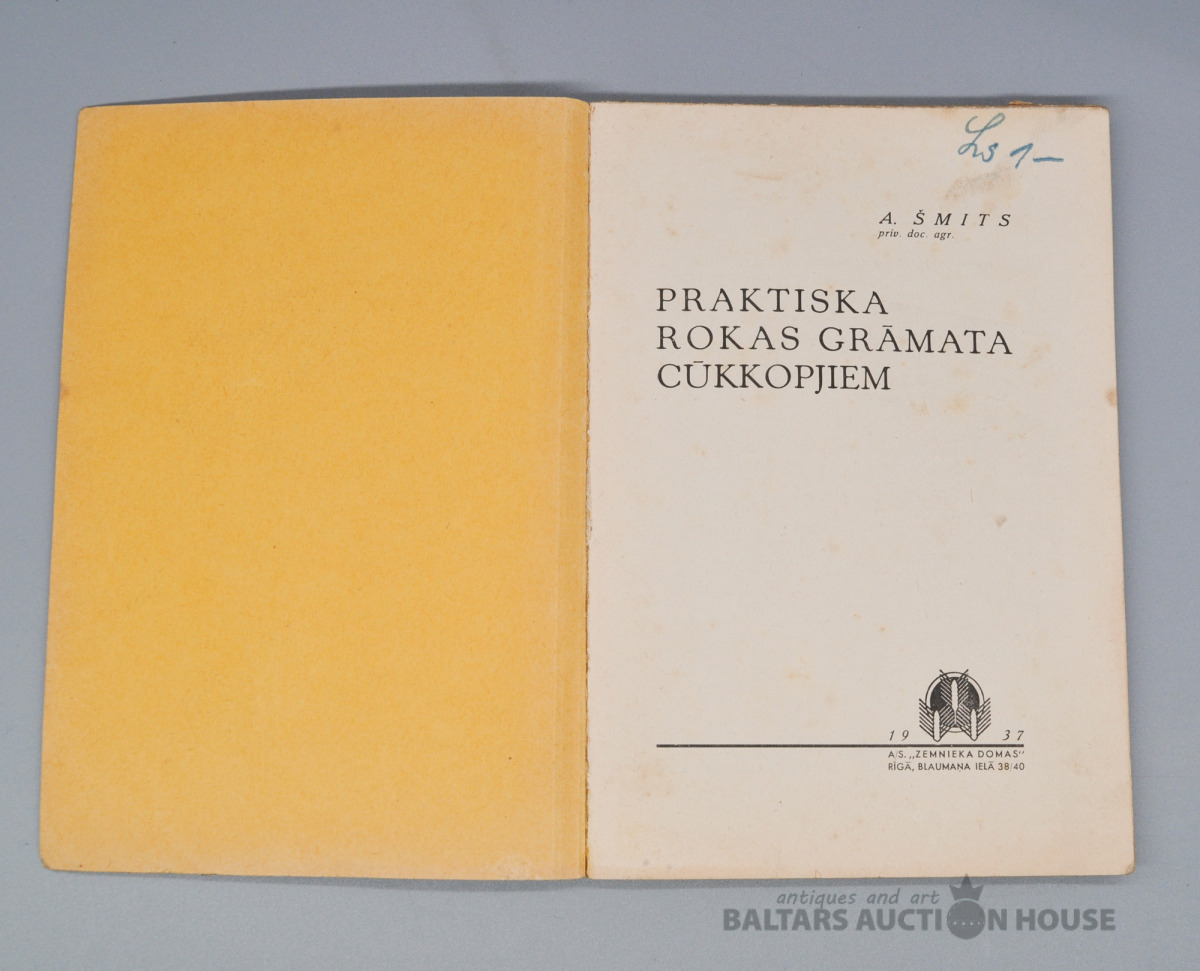 Ls 1—
A. ŠMITS
priv. doc. agr.
PRAKTISKA
ROKAS GRĀMATA
CŪKKOPJIEM
19 37
A/S. „ZEMNIEKA DOMAS"
RĪGĀ, BLAUMAŅA IELĀ 38/40
antiques and art
BALTARS AUCTION HOUSE